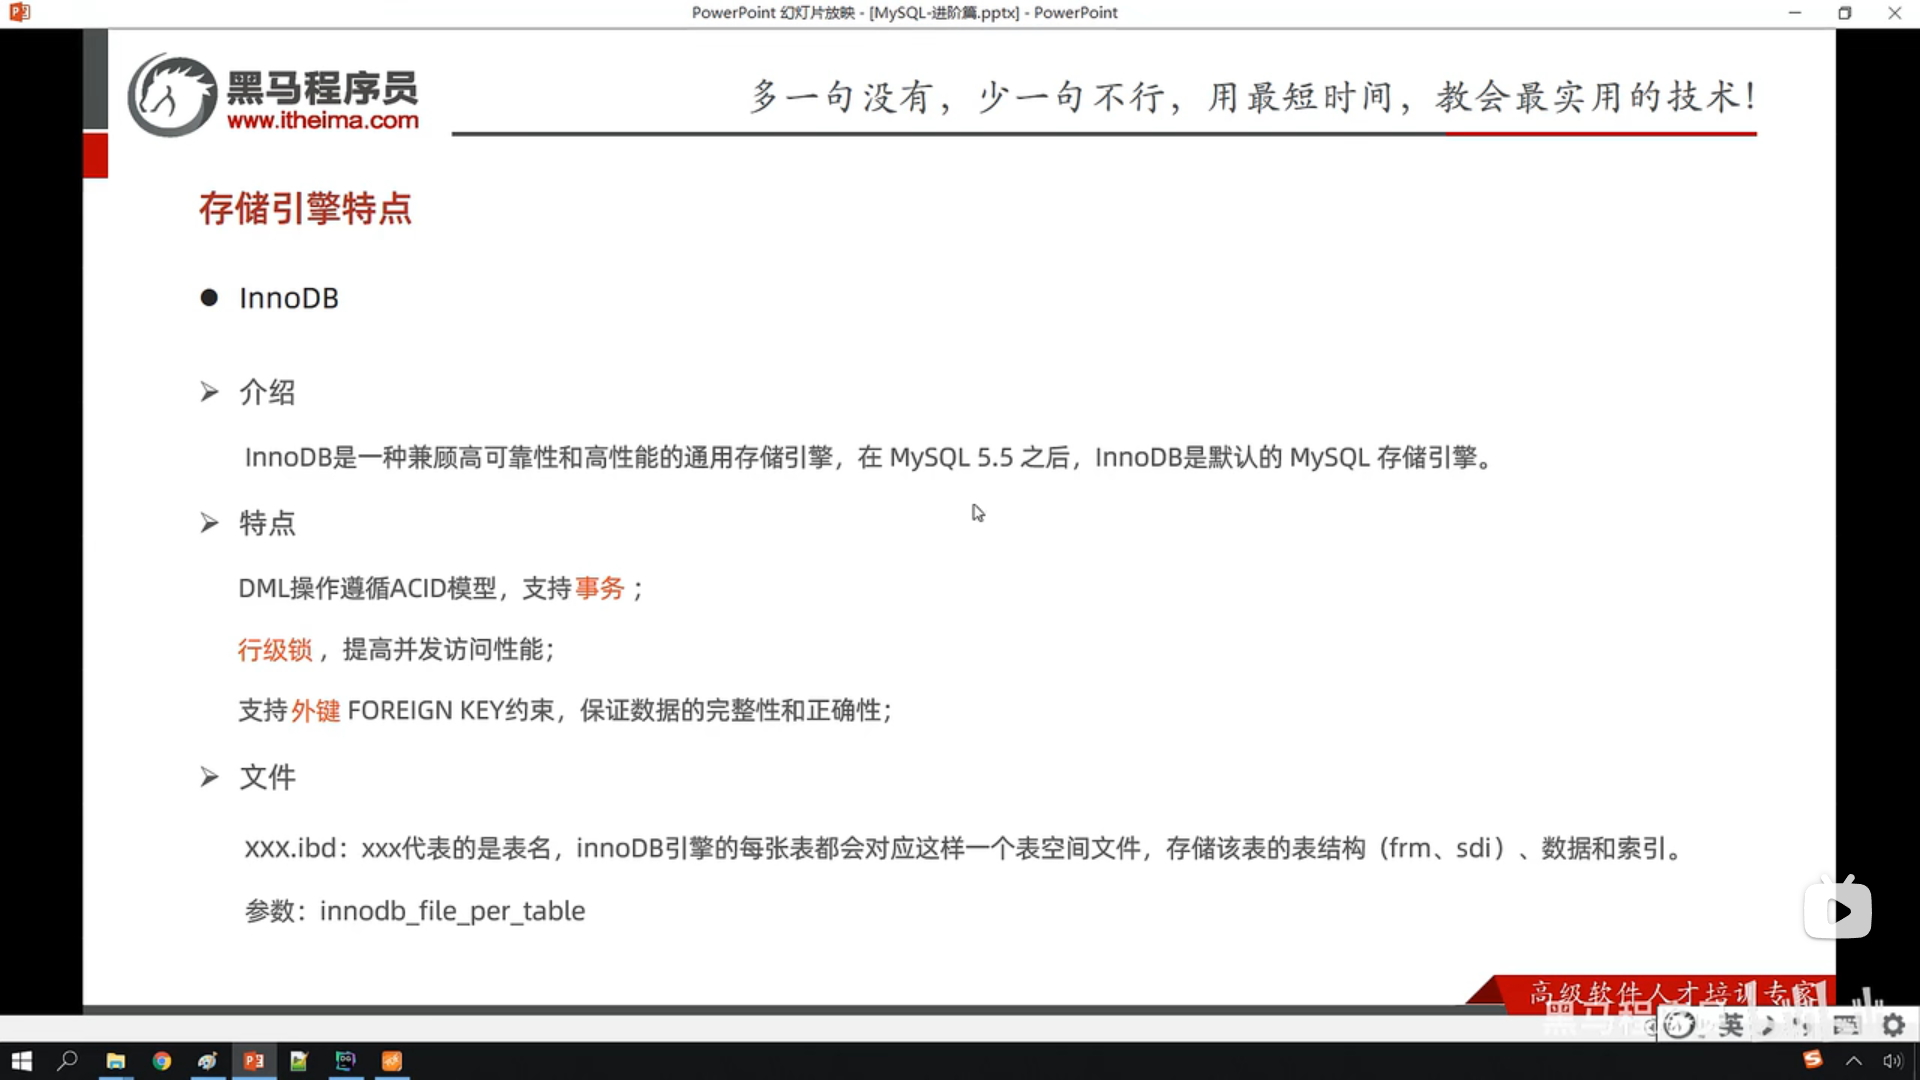 PowerPoint 幻灯片放映 - [MySQL-进阶篇.pptx] - PowerPoint
黑马程序员
www.itheima.com
多一句没有，少一句不行，用最短时间，教会最实用的技术！
存储引擎特点
InnoDB
介绍
InnoDB是一种兼顾高可靠性和高性能的通用存储引擎，在 MySQL 5.5 之后，InnoDB是默认的 MySQL 存储引擎。
特点
DML操作遵循ACID模型，支持事务；
行级锁，提高并发访问性能；
支持外键 FOREIGN KEY约束，保证数据的完整性和正确性；
文件
xxx.ibd：xxx代表的是表名，innoDB引擎的每张表都会对应这样一个表空间文件，存储该表的表结构（frm、sdi）、数据和索引。
参数：innodb_file_per_table
高级软件人才培训专家
英